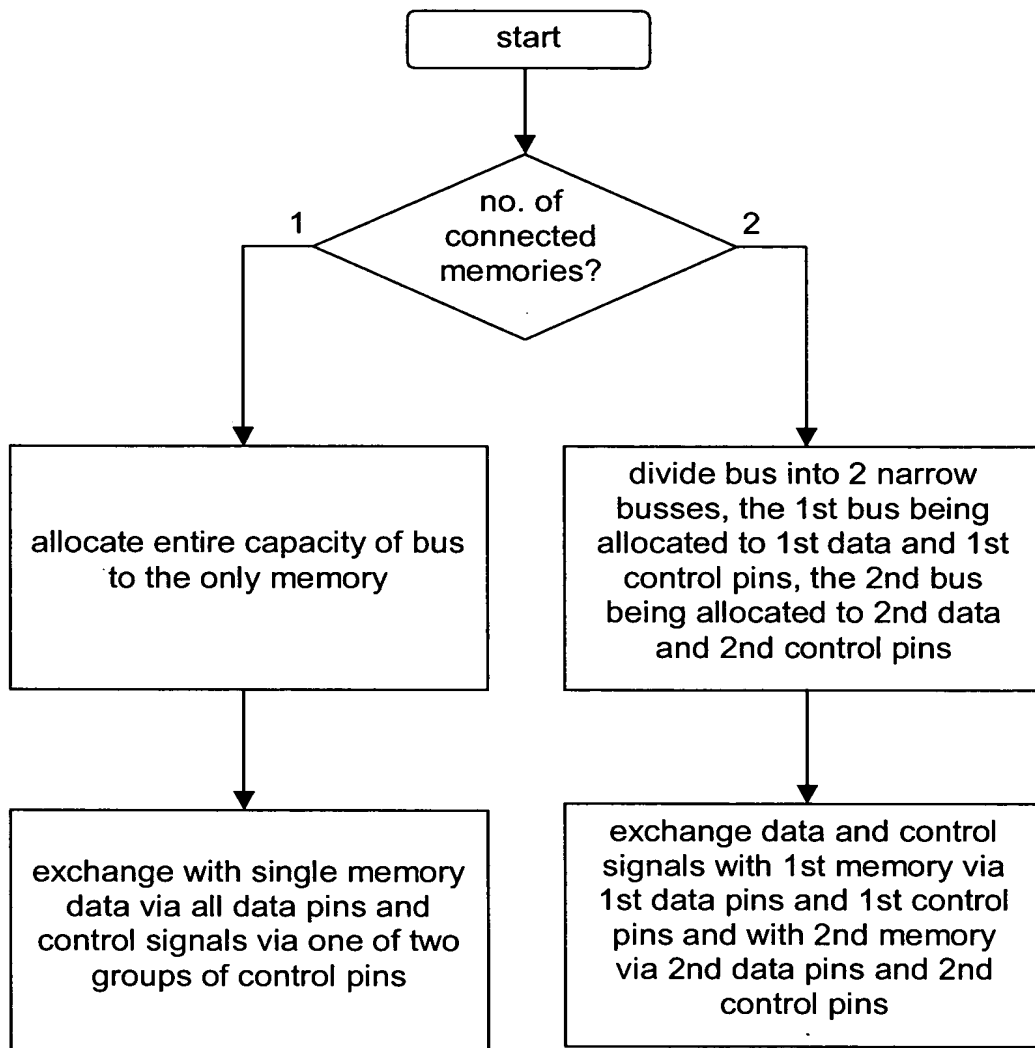 start
no. of
connected
memories?
1
2
allocate entire capacity of bus
to the only memory
divide bus into 2 narrow
busses, the 1st bus being
allocated to 1st data and 1st
control pins, the 2nd bus
being allocated to 2nd data
and 2nd control pins
exchange with single memory
data via all data pins and
control signals via one of two
groups of control pins
exchange data and control
signals with 1st memory via
1st data pins and 1st control
pins and with 2nd memory
via 2nd data pins and 2nd
control pins